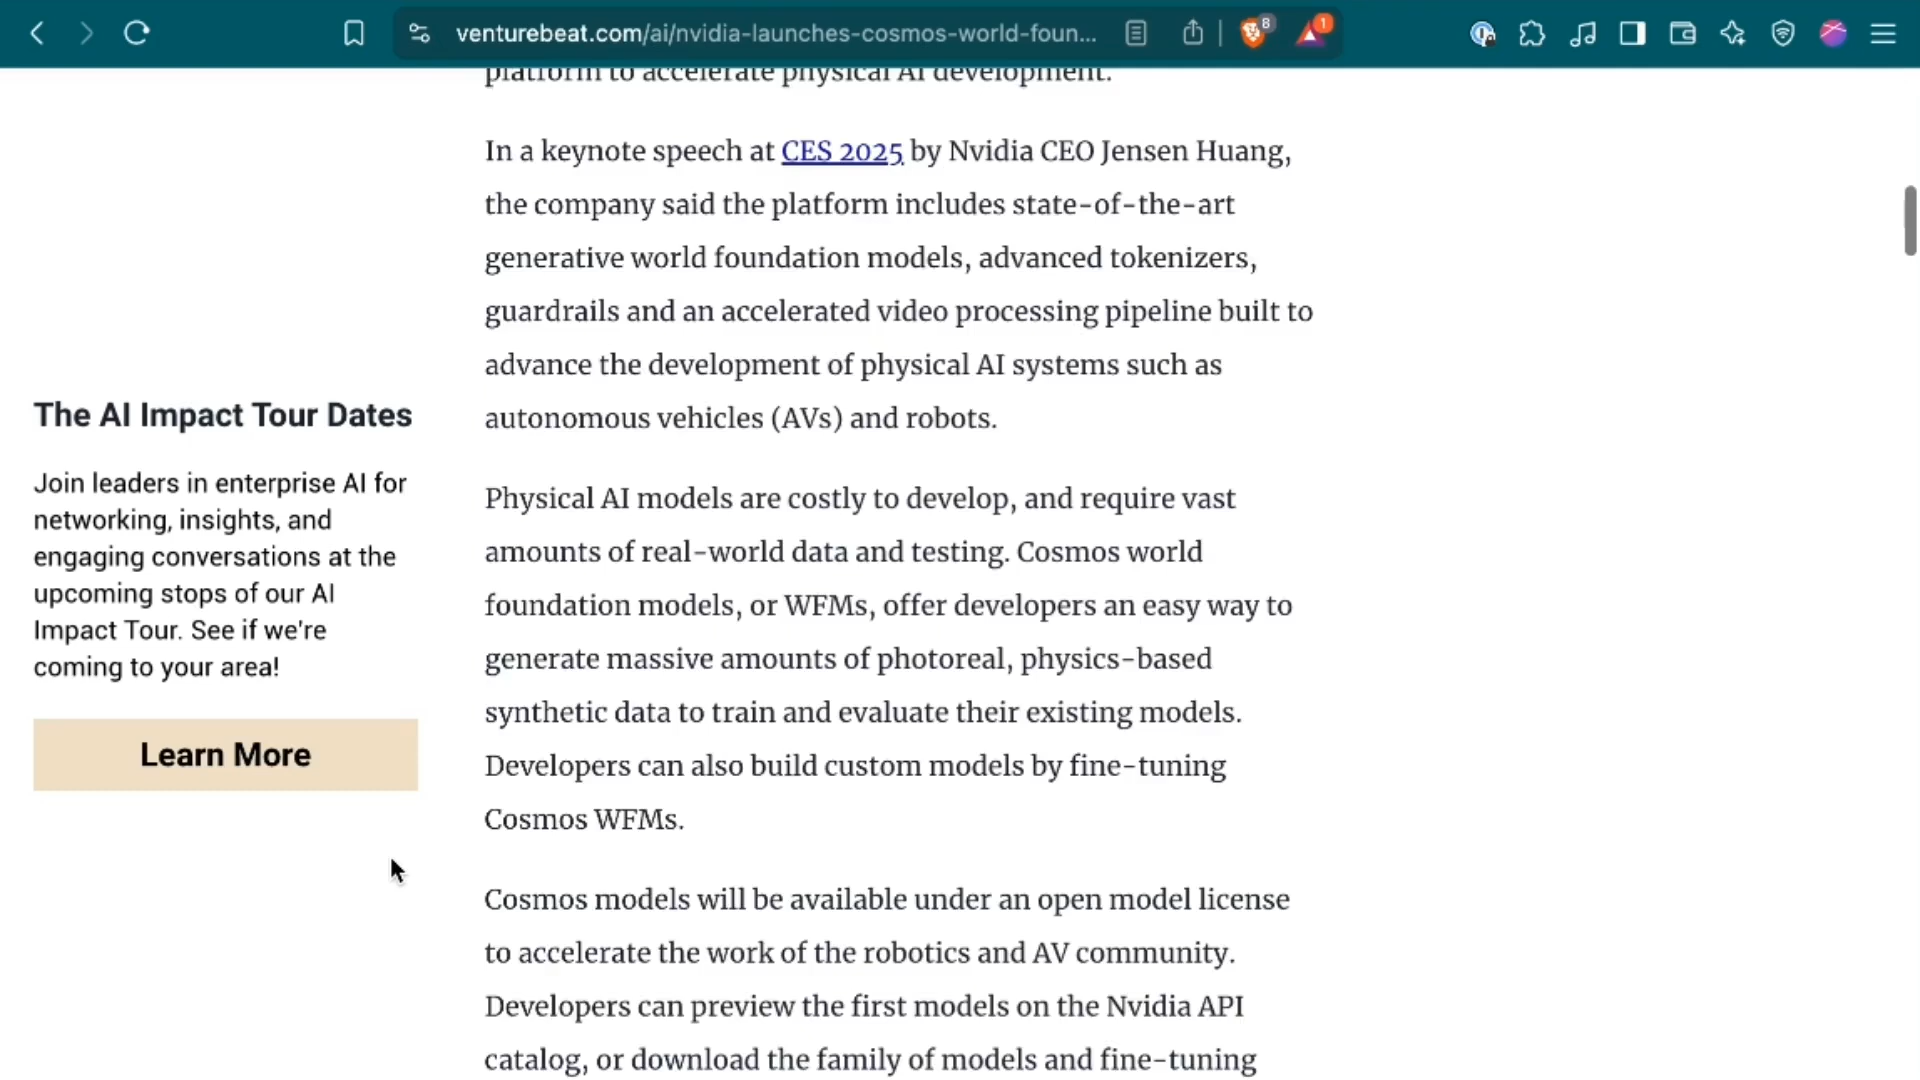 venturebeat.com/ai/nvidia-launches-cosmos-world-foun...
8
1
platform to accelerate physical AI development.
In a keynote speech at CES 2025 by Nvidia CEO Jensen Huang,
the company said the platform includes state-of-the-art
generative world foundation models, advanced tokenizers,
guardrails and an accelerated video processing pipeline built to
advance the development of physical AI systems such as
autonomous vehicles (AVs) and robots.
The AI Impact Tour Dates
Join leaders in enterprise AI for
networking, insights, and
engaging conversations at the
upcoming stops of our AI
Impact Tour. See if we're
coming to your area!
Learn More
Physical AI models are costly to develop, and require vast
amounts of real-world data and testing. Cosmos world
foundation models, or WFMs, offer developers an easy way to
generate massive amounts of photoreal, physics-based
synthetic data to train and evaluate their existing models.
Developers can also build custom models by fine-tuning
Cosmos WFMs.
Cosmos models will be available under an open model license
to accelerate the work of the robotics and AV community.
Developers can preview the first models on the Nvidia API
catalog, or download the family of models and fine-tuning